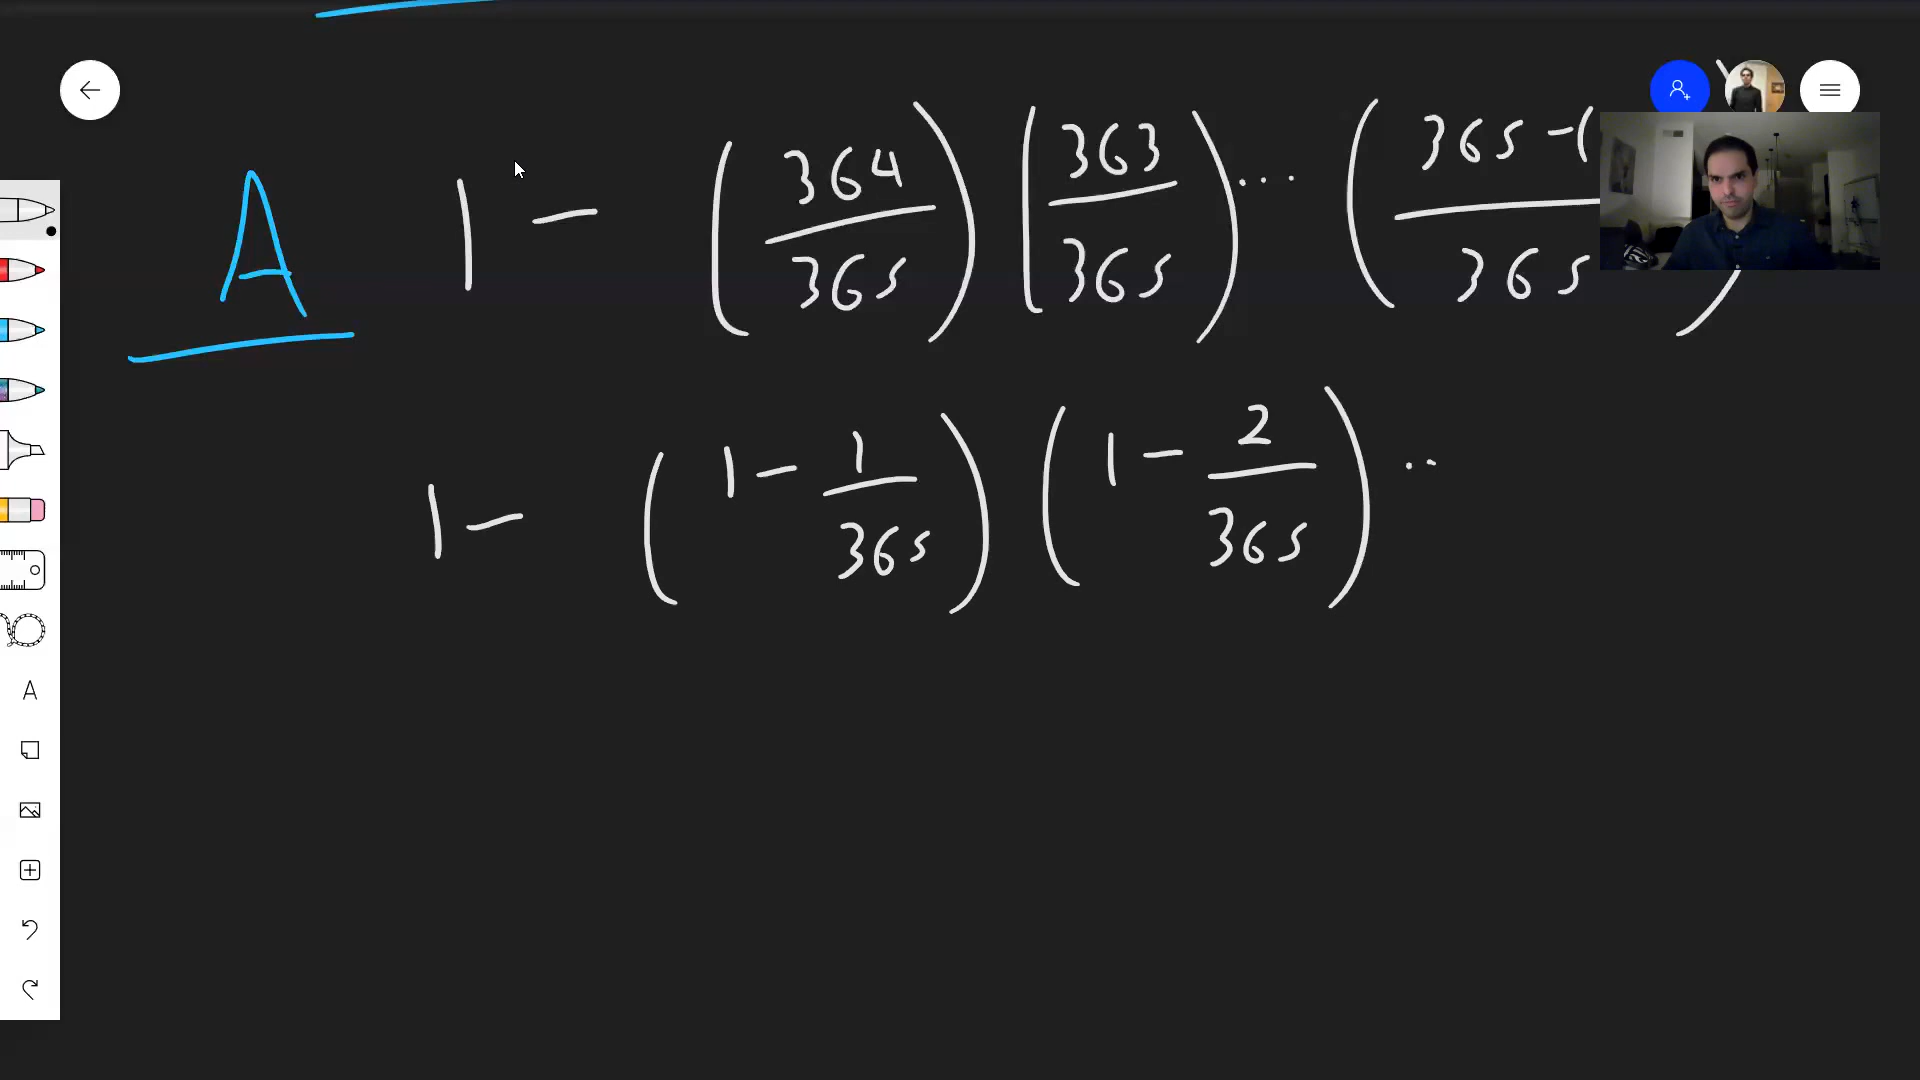 A 1 - (364/365)(363/365)...(365-(/365)
1 - (1 - 1/365)(1 - 2/365)..
A